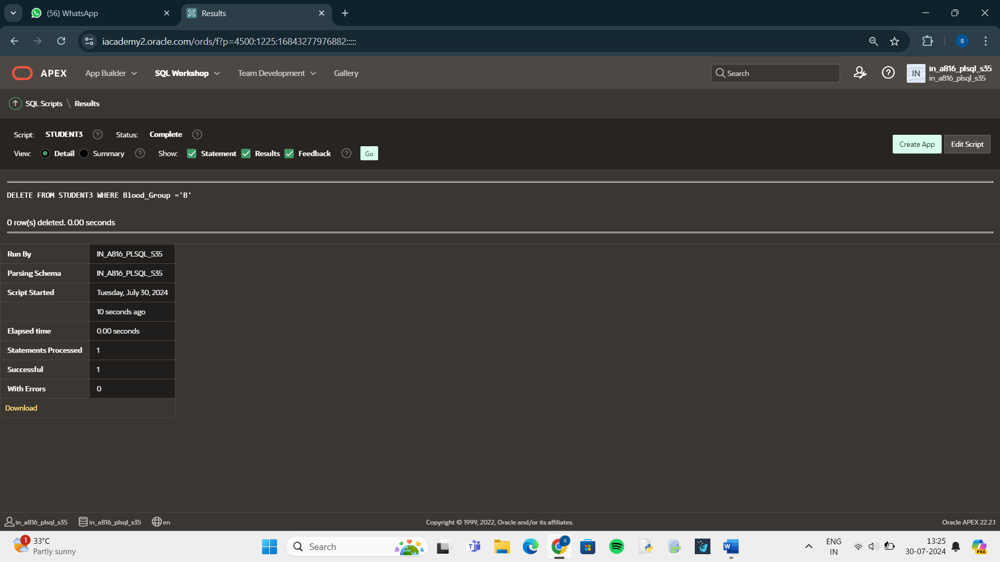 (56) WhatsApp
Results
iacademy2.oracle.com/ords/f?p=4500:1225:16843277976882:::::
S
APEX
App Builder
SQL Workshop
Team Development
Gallery
Search
IN
in_a816_plsql_s35
in_a816_plsql_s35
SQL Scripts \ Results
Script: STUDENT3 ? Status: Complete ?
View: Detail Summary ? Show: Statement Results Feedback ? Go
Create App
Edit Script
DELETE FROM STUDENT3 WHERE Blood_Group ='B'
0 row(s) deleted. 0.00 seconds
Run By IN_A816_PLSQL_S35
Parsing Schema IN_A816_PLSQL_S35
Script Started Tuesday, July 30, 2024
10 seconds ago
Elapsed time 0.00 seconds
Statements Processed 1
Successful 1
With Errors 0
Download
in_a816_plsql_s35 in_a816_plsql_s35 en
Copyright © 1999, 2022, Oracle and/or its affiliates.
Oracle APEX 22.2.1
1
33°C
Partly sunny
Search
S
ENG
IN
13:25
30-07-2024
PRE